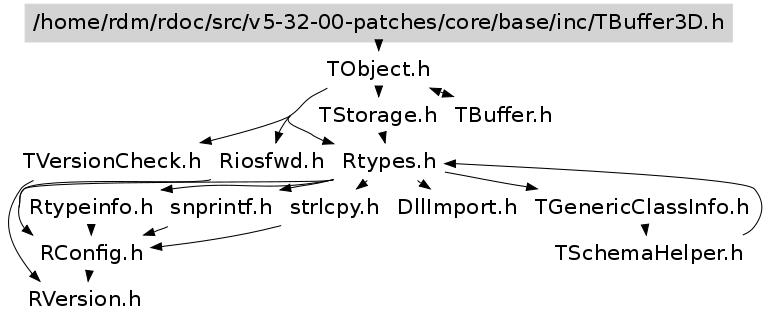 /home/rdm/rdoc/src/v5-32-00-patches/core/base/inc/TBuffer3D.h
TObject.h
TStorage.h TBuffer.h
TVersionCheck.h Riosfwd.h Rtypes.h
Rtypeinfo.h snprintf.h strlcpy.h DllImport.h TGenericClassInfo.h
RConfig.h TSchemaHelper.h
RVersion.h